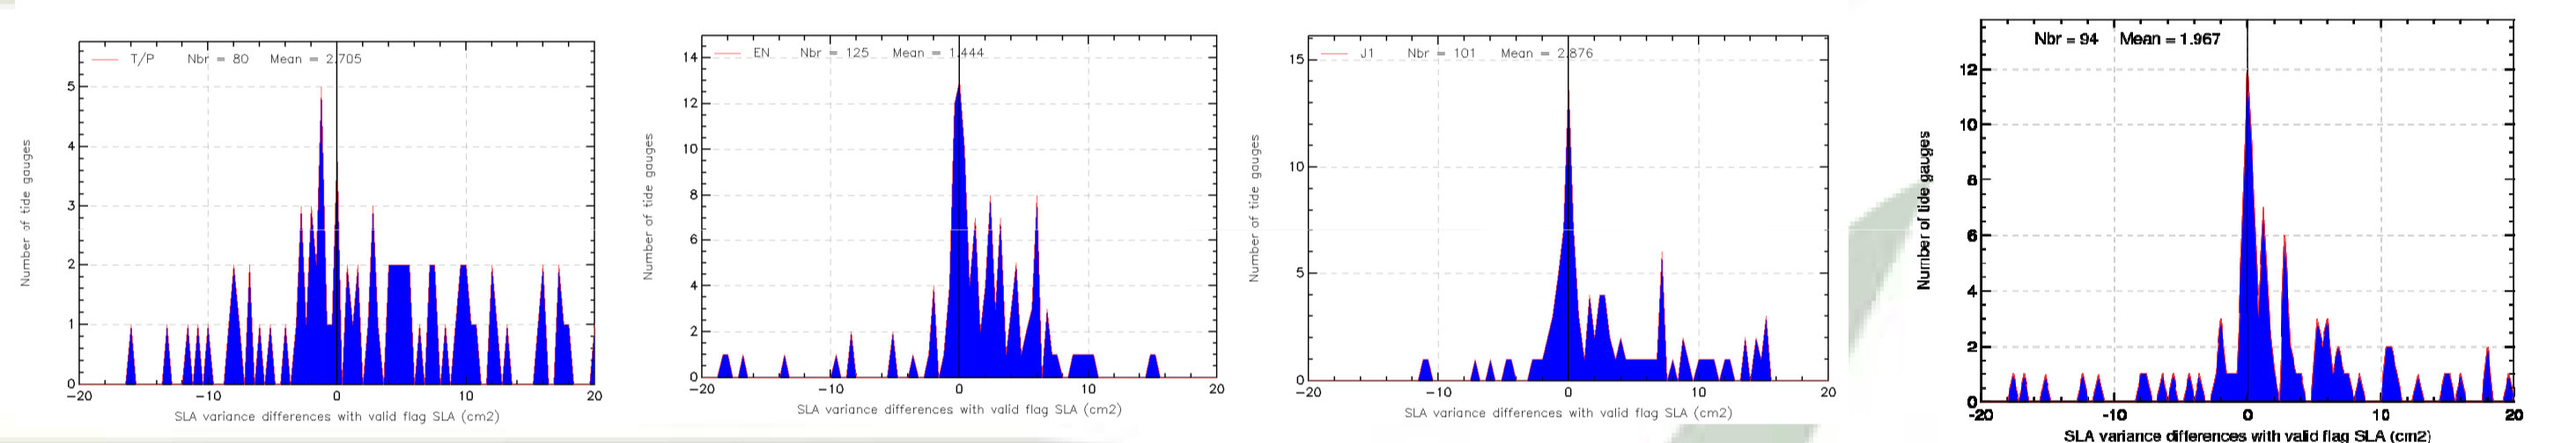 T/P Nbr = 80 Mean = 2.705
5
4
3
2
1
0
−20 −10 0 10 20
Number of tide gauges
SLA variance differences with valid flag SLA (cm2)
EN Nbr = 125 Mean = 1.444
14
12
10
8
6
4
2
0
−20 −10 0 10 20
Number of tide gauges
SLA variance differences with valid flag SLA (cm2)
J1 Nbr = 101 Mean = 2.876
15
10
5
0
−20 −10 0 10 20
Number of tide gauges
SLA variance differences with valid flag SLA (cm2)
Nbr = 94 Mean = 1.967
12
10
8
6
4
2
0
-20 -10 0 10 20
Number of tide gauges
SLA variance differences with valid flag SLA (cm2)